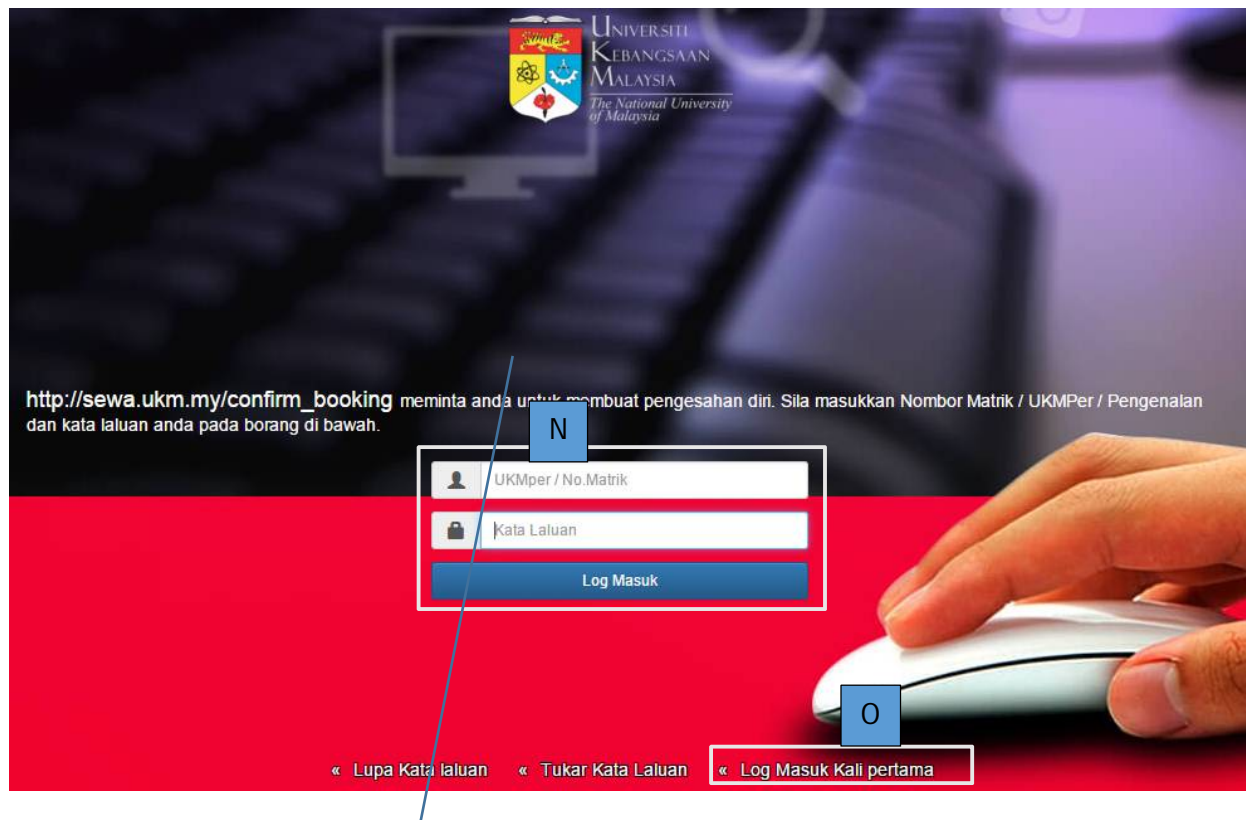 UNIVERSITI
KEBANGSAAN
MALAYSIA
The National University
of Malaysia
http://sewa.ukm.my/confirm_booking meminta anda untuk membuat pengesahan diri. Sila masukkan Nombor Matrik / UKMPer / Pengenalan
dan kata laluan anda pada borang di bawah.
N
UKMper / No.Matrik
Kata Laluan
Log Masuk
O
« Lupa Kata laluan « Tukar Kata Laluan « Log Masuk Kali pertama